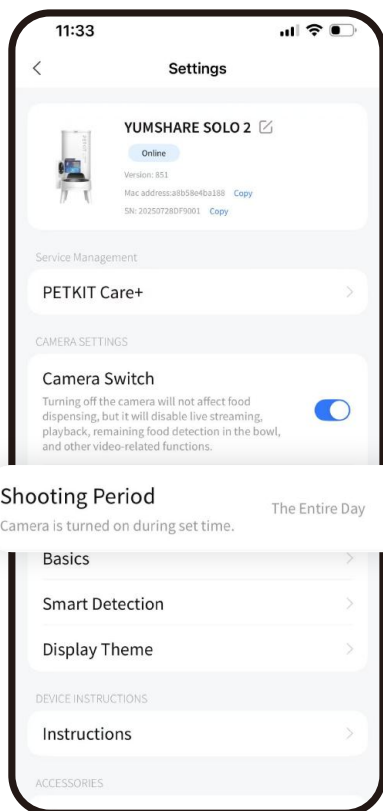 11:33
Settings
YUMSHARE SOLO 2
Online
Version: 851
Mac address:a8b58e4ba188 Copy
SN: 20250728DF9001 Copy
Service Management
PETKIT Care+
CAMERA SETTINGS
Camera Switch
Turning off the camera will not affect food
dispensing, but it will disable live streaming,
playback, remaining food detection in the bowl,
and other video-related functions.
Shooting Period
The Entire Day
Camera is turned on during set time.
Basics
Smart Detection
Display Theme
DEVICE INSTRUCTIONS
Instructions
ACCESSORIES